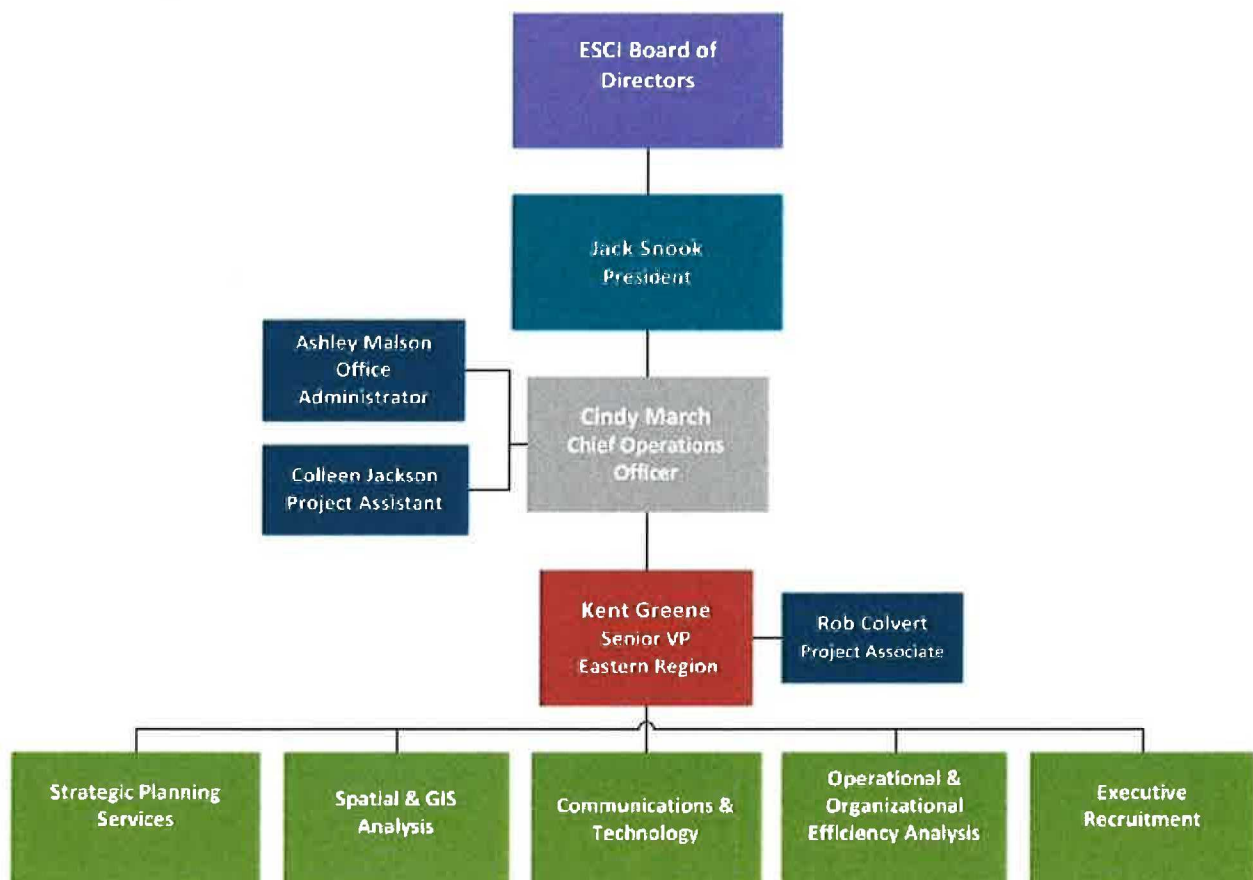 ESCI Board of
Directors
Jack Snook
President
Ashley Malson
Office
Administrator
Cindy March
Chief Operations
Officer
Colleen Jackson
Project Assistant
Kent Greene
Senior VP
Eastern Region
Rob Colvert
Project Associate
Strategic Planning
Services
Spatial & GIS
Analysis
Communications &
Technology
Operational &
Organizational
Efficiency Analysis
Executive
Recruitment